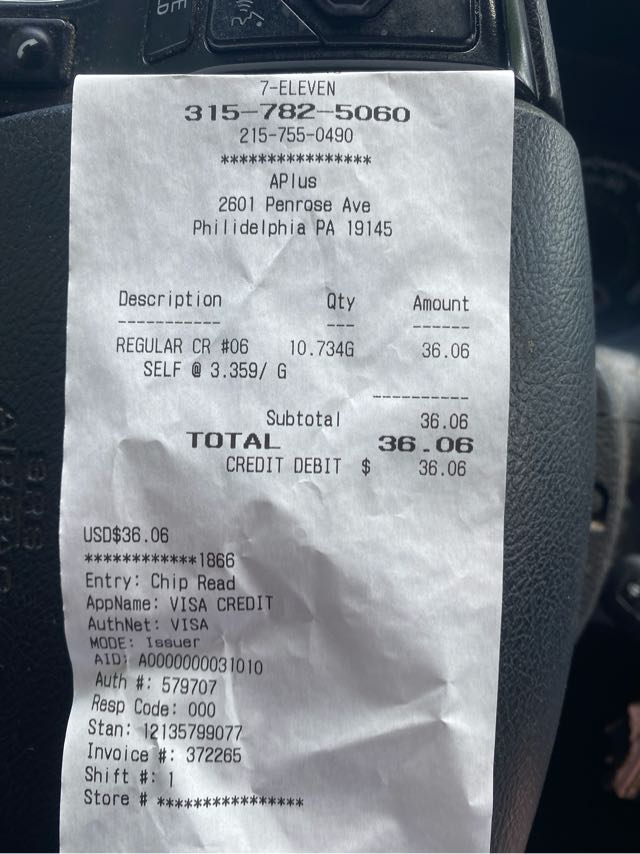 7-ELEVEN
315-782-5060
215-755-0490
****************
APlus
2601 Penrose Ave
Philidelphia PA 19145
Description Qty Amount
----------- --- ------
REGULAR CR #06 10.734G 36.06
SELF @ 3.359/ G
----------
Subtotal 36.06
TOTAL 36.06
CREDIT DEBIT $ 36.06
USD$36.06
************1866
Entry: Chip Read
AppName: VISA CREDIT
AuthNet: VISA
MODE: Issuer
AID: A0000000031010
Auth #: 579707
Resp Code: 000
Stan: 12135799077
Invoice #: 372265
Shift #: 1
Store # ****************
SRS
AIRBAG